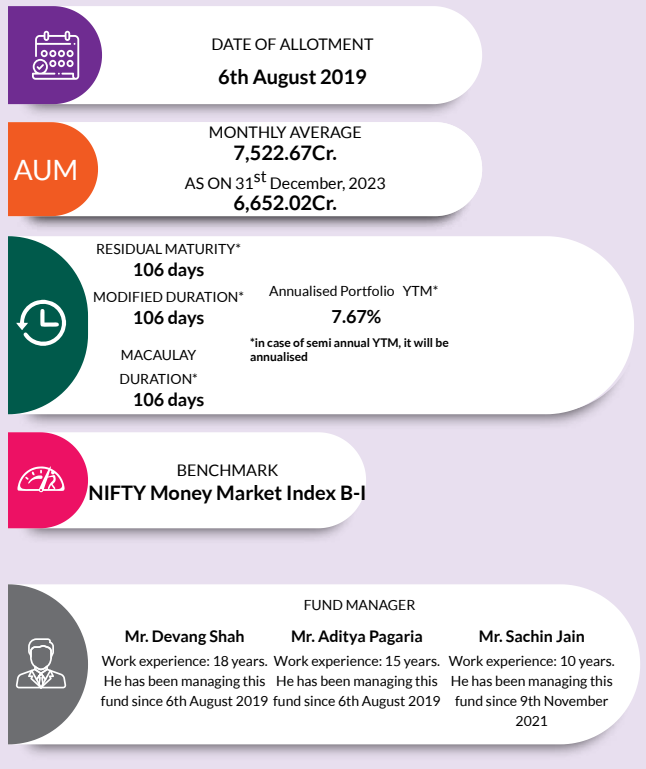 DATE OF ALLOTMENT
6th August 2019
AUM
MONTHLY AVERAGE
7,522.67Cr.
AS ON 31st December, 2023
6,652.02Cr.
RESIDUAL MATURITY*
106 days
MODIFIED DURATION*
106 days
MACAULAY
DURATION*
106 days
Annualised Portfolio YTM*
7.67%
*in case of semi annual YTM, it will be
annualised
BENCHMARK
NIFTY Money Market Index B-I
FUND MANAGER
Mr. Devang Shah
Work experience: 18 years.
He has been managing this
fund since 6th August 2019
Mr. Aditya Pagaria
Work experience: 15 years.
He has been managing this
fund since 6th August 2019
Mr. Sachin Jain
Work experience: 10 years.
He has been managing this
fund since 9th November
2021